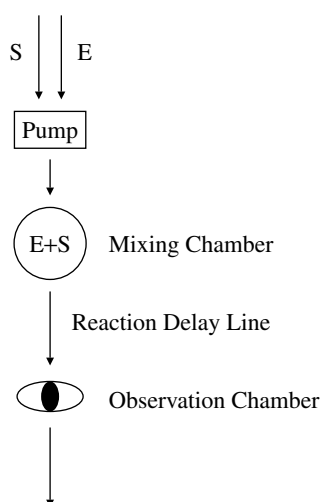 S E
Pump
E+S Mixing Chamber
Reaction Delay Line
Observation Chamber